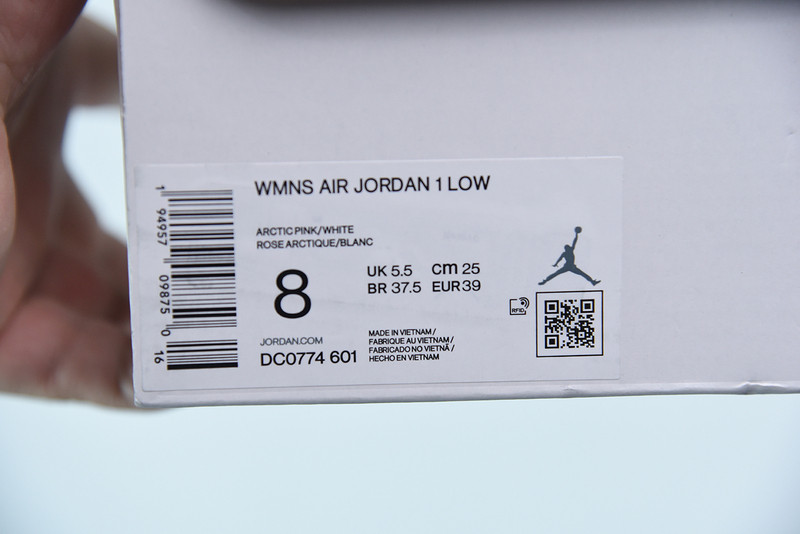 WMNS AIR JORDAN 1 LOW
ARCTIC PINK/WHITE
ROSE ARCTIQUE/BLANC
8
UK 5.5 cm 25
BR 37.5 EUR 39
RFID
JORDAN.COM
DC0774 601
MADE IN VIETNAM /
FABRIQUE AU VIETNAM /
FABRICADO NO VIETNÃ /
HECHO EN VIETNAM
1 94957 09875 0 16